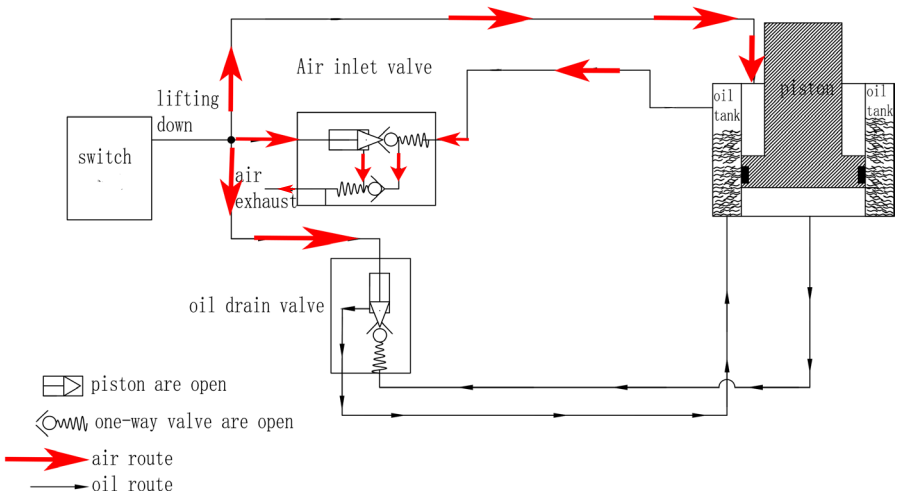 Air inlet valve
lifting
down
switch
air
exhaust
oil
tank
piston
oil
tank
oil drain valve
piston are open
one-way valve are open
air route
oil route